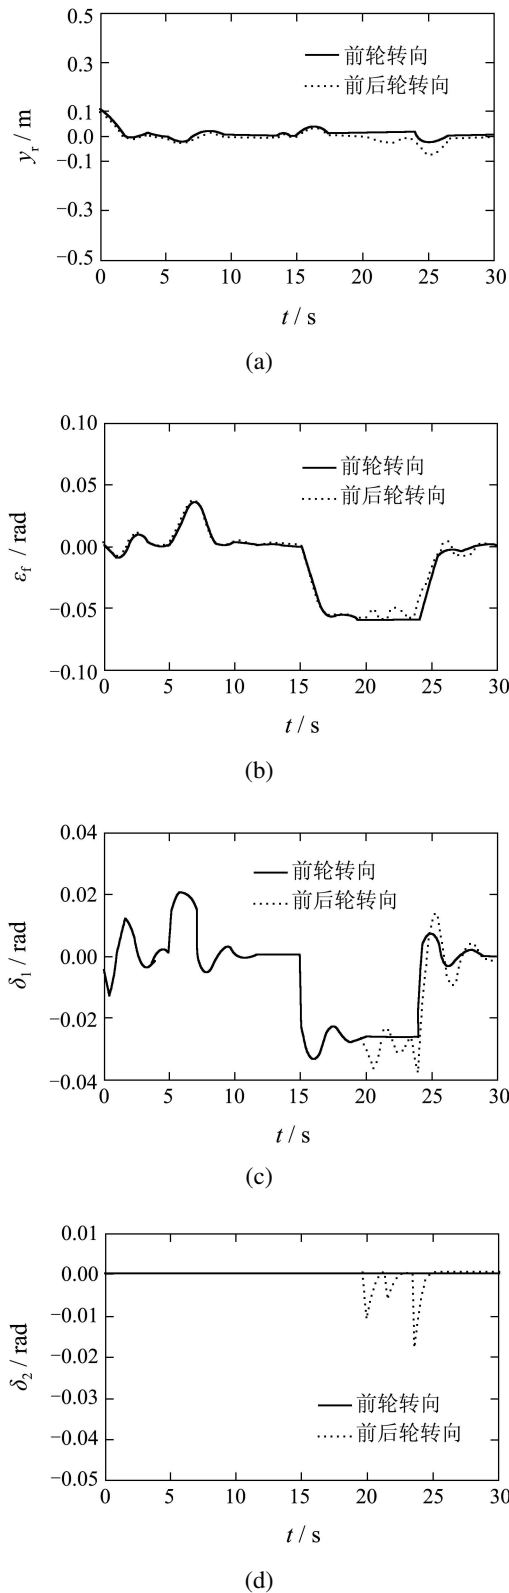 0.5
前轮转向
0.3
前后轮转向
0.1
0.0
−0.1
−0.3
−0.5
y_r / m
0 5 10 15 20 25 30
t / s
(a)
0.10
前轮转向
0.05
前后轮转向
0.00
−0.05
−0.10
ε_f / rad
0 5 10 15 20 25 30
t / s
(b)
0.04
前轮转向
0.02
前后轮转向
0.00
−0.02
−0.04
δ_1 / rad
0 5 10 15 20 25 30
t / s
(c)
0.01
0.00
−0.01
−0.02
−0.03
前轮转向
−0.04
前后轮转向
−0.05
δ_2 / rad
0 5 10 15 20 25 30
t / s
(d)